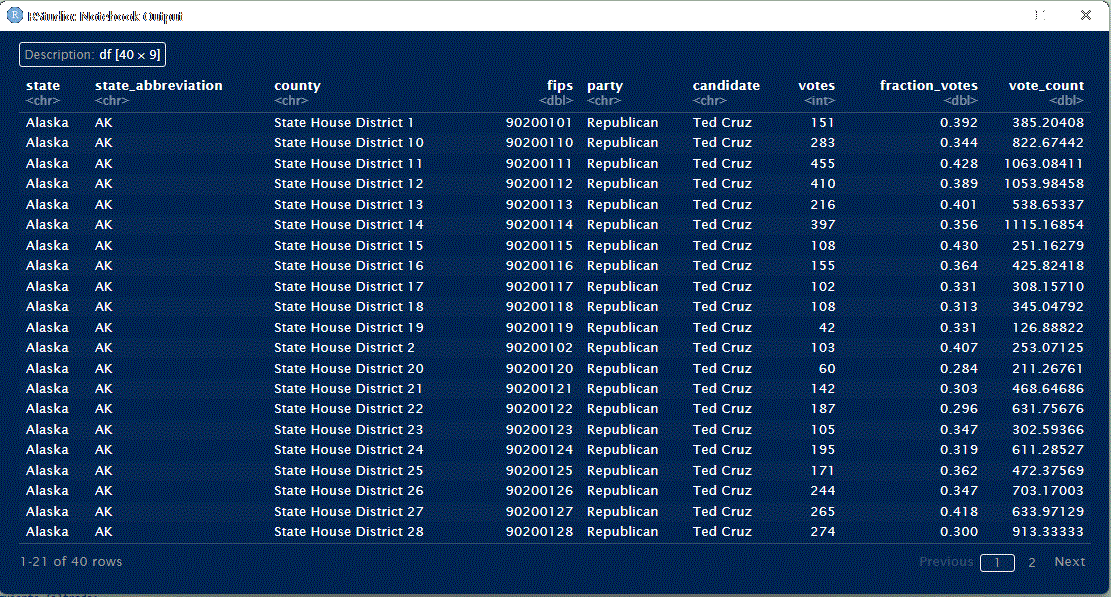 RStudio: Notebook Output
Description: df [40 × 9]
state state_abbreviation county fips party candidate votes fraction_votes vote_count
<chr> <chr> <chr> <dbl> <chr> <chr> <int> <dbl> <dbl>
Alaska AK State House District 1 90200101 Republican Ted Cruz 151 0.392 385.20408
Alaska AK State House District 10 90200110 Republican Ted Cruz 283 0.344 822.67442
Alaska AK State House District 11 90200111 Republican Ted Cruz 455 0.428 1063.08411
Alaska AK State House District 12 90200112 Republican Ted Cruz 410 0.389 1053.98458
Alaska AK State House District 13 90200113 Republican Ted Cruz 216 0.401 538.65337
Alaska AK State House District 14 90200114 Republican Ted Cruz 397 0.356 1115.16854
Alaska AK State House District 15 90200115 Republican Ted Cruz 108 0.430 251.16279
Alaska AK State House District 16 90200116 Republican Ted Cruz 155 0.364 425.82418
Alaska AK State House District 17 90200117 Republican Ted Cruz 102 0.331 308.15710
Alaska AK State House District 18 90200118 Republican Ted Cruz 108 0.313 345.04792
Alaska AK State House District 19 90200119 Republican Ted Cruz 42 0.331 126.88822
Alaska AK State House District 2 90200102 Republican Ted Cruz 103 0.407 253.07125
Alaska AK State House District 20 90200120 Republican Ted Cruz 60 0.284 211.26761
Alaska AK State House District 21 90200121 Republican Ted Cruz 142 0.303 468.64686
Alaska AK State House District 22 90200122 Republican Ted Cruz 187 0.296 631.75676
Alaska AK State House District 23 90200123 Republican Ted Cruz 105 0.347 302.59366
Alaska AK State House District 24 90200124 Republican Ted Cruz 195 0.319 611.28527
Alaska AK State House District 25 90200125 Republican Ted Cruz 171 0.362 472.37569
Alaska AK State House District 26 90200126 Republican Ted Cruz 244 0.347 703.17003
Alaska AK State House District 27 90200127 Republican Ted Cruz 265 0.418 633.97129
Alaska AK State House District 28 90200128 Republican Ted Cruz 274 0.300 913.33333
1-21 of 40 rows Previous 1 2 Next